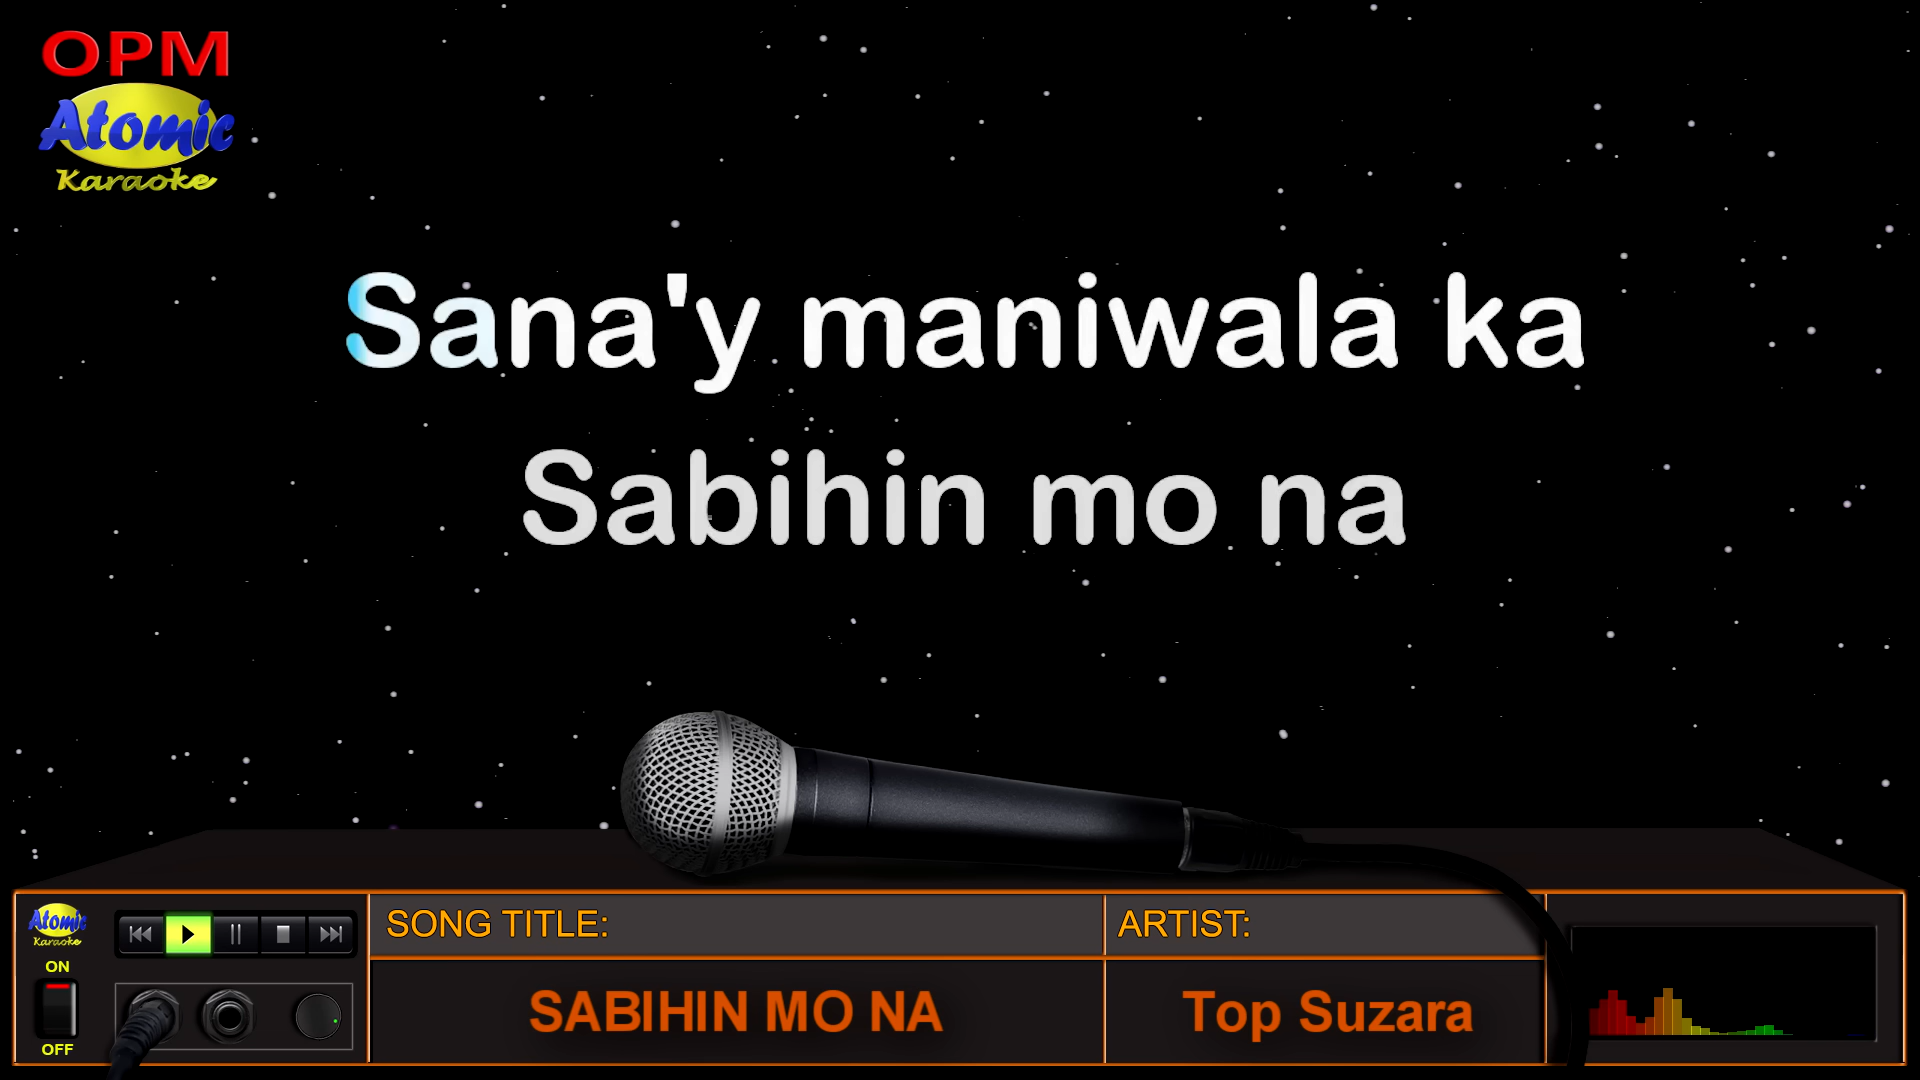 OPM
Atomic
Karaoke
Sana'y maniwala ka
Sabihin mo na
Atomic
Karaoke
ON
OFF
SONG TITLE:
ARTIST:
SABIHIN MO NA
Top Suzara